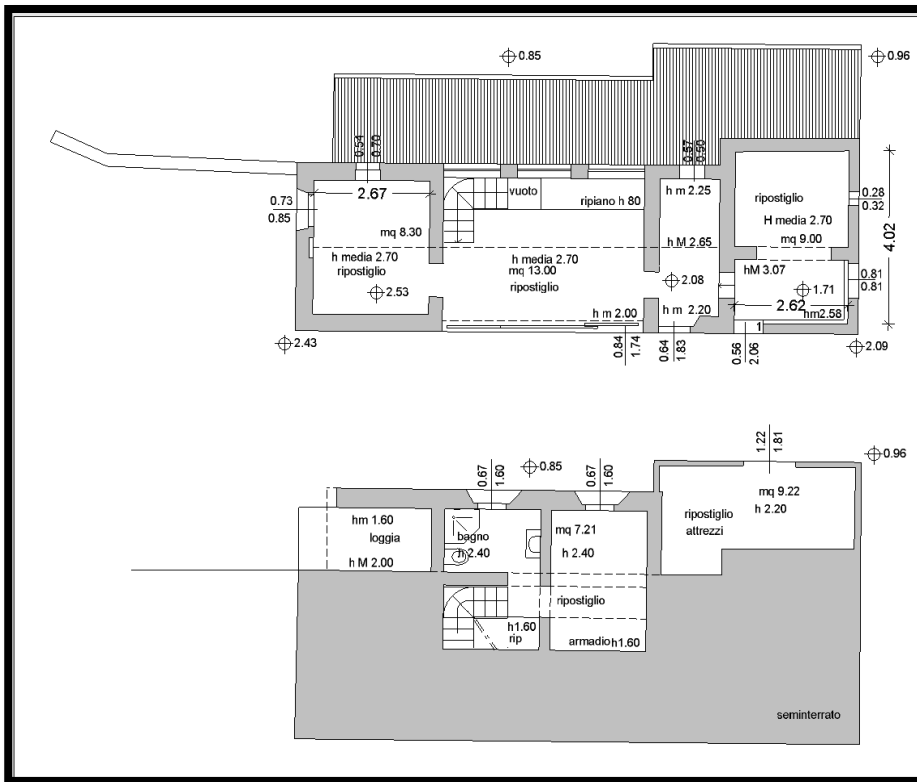 0.85
0.96
0.54
0.70
0.57
0.50
2.67
vuoto
ripiano h 80
h m 2.25
ripostiglio
0.28
0.32
0.73
0.85
H media 2.70
mq 9.00
mq 8.30
h M 2.65
4.02
h media 2.70
ripostiglio
h media 2.70
mq 13.00
ripostiglio
hM 3.07
0.81
0.81
2.08
1.71
2.53
2.62
hm2.58
h m 2.00
h m 2.20
1
2.43
0.84
1.74
0.64
1.83
0.56
2.06
2.09
1.22
1.81
0.96
0.67
1.60
0.85
0.67
1.60
mq 9.22
h 2.20
ripostiglio
attrezzi
hm 1.60
loggia
h M 2.00
bagno
h 2.40
mq 7.21
h 2.40
ripostiglio
h1.60
rip
armadio h1.60
seminterrato